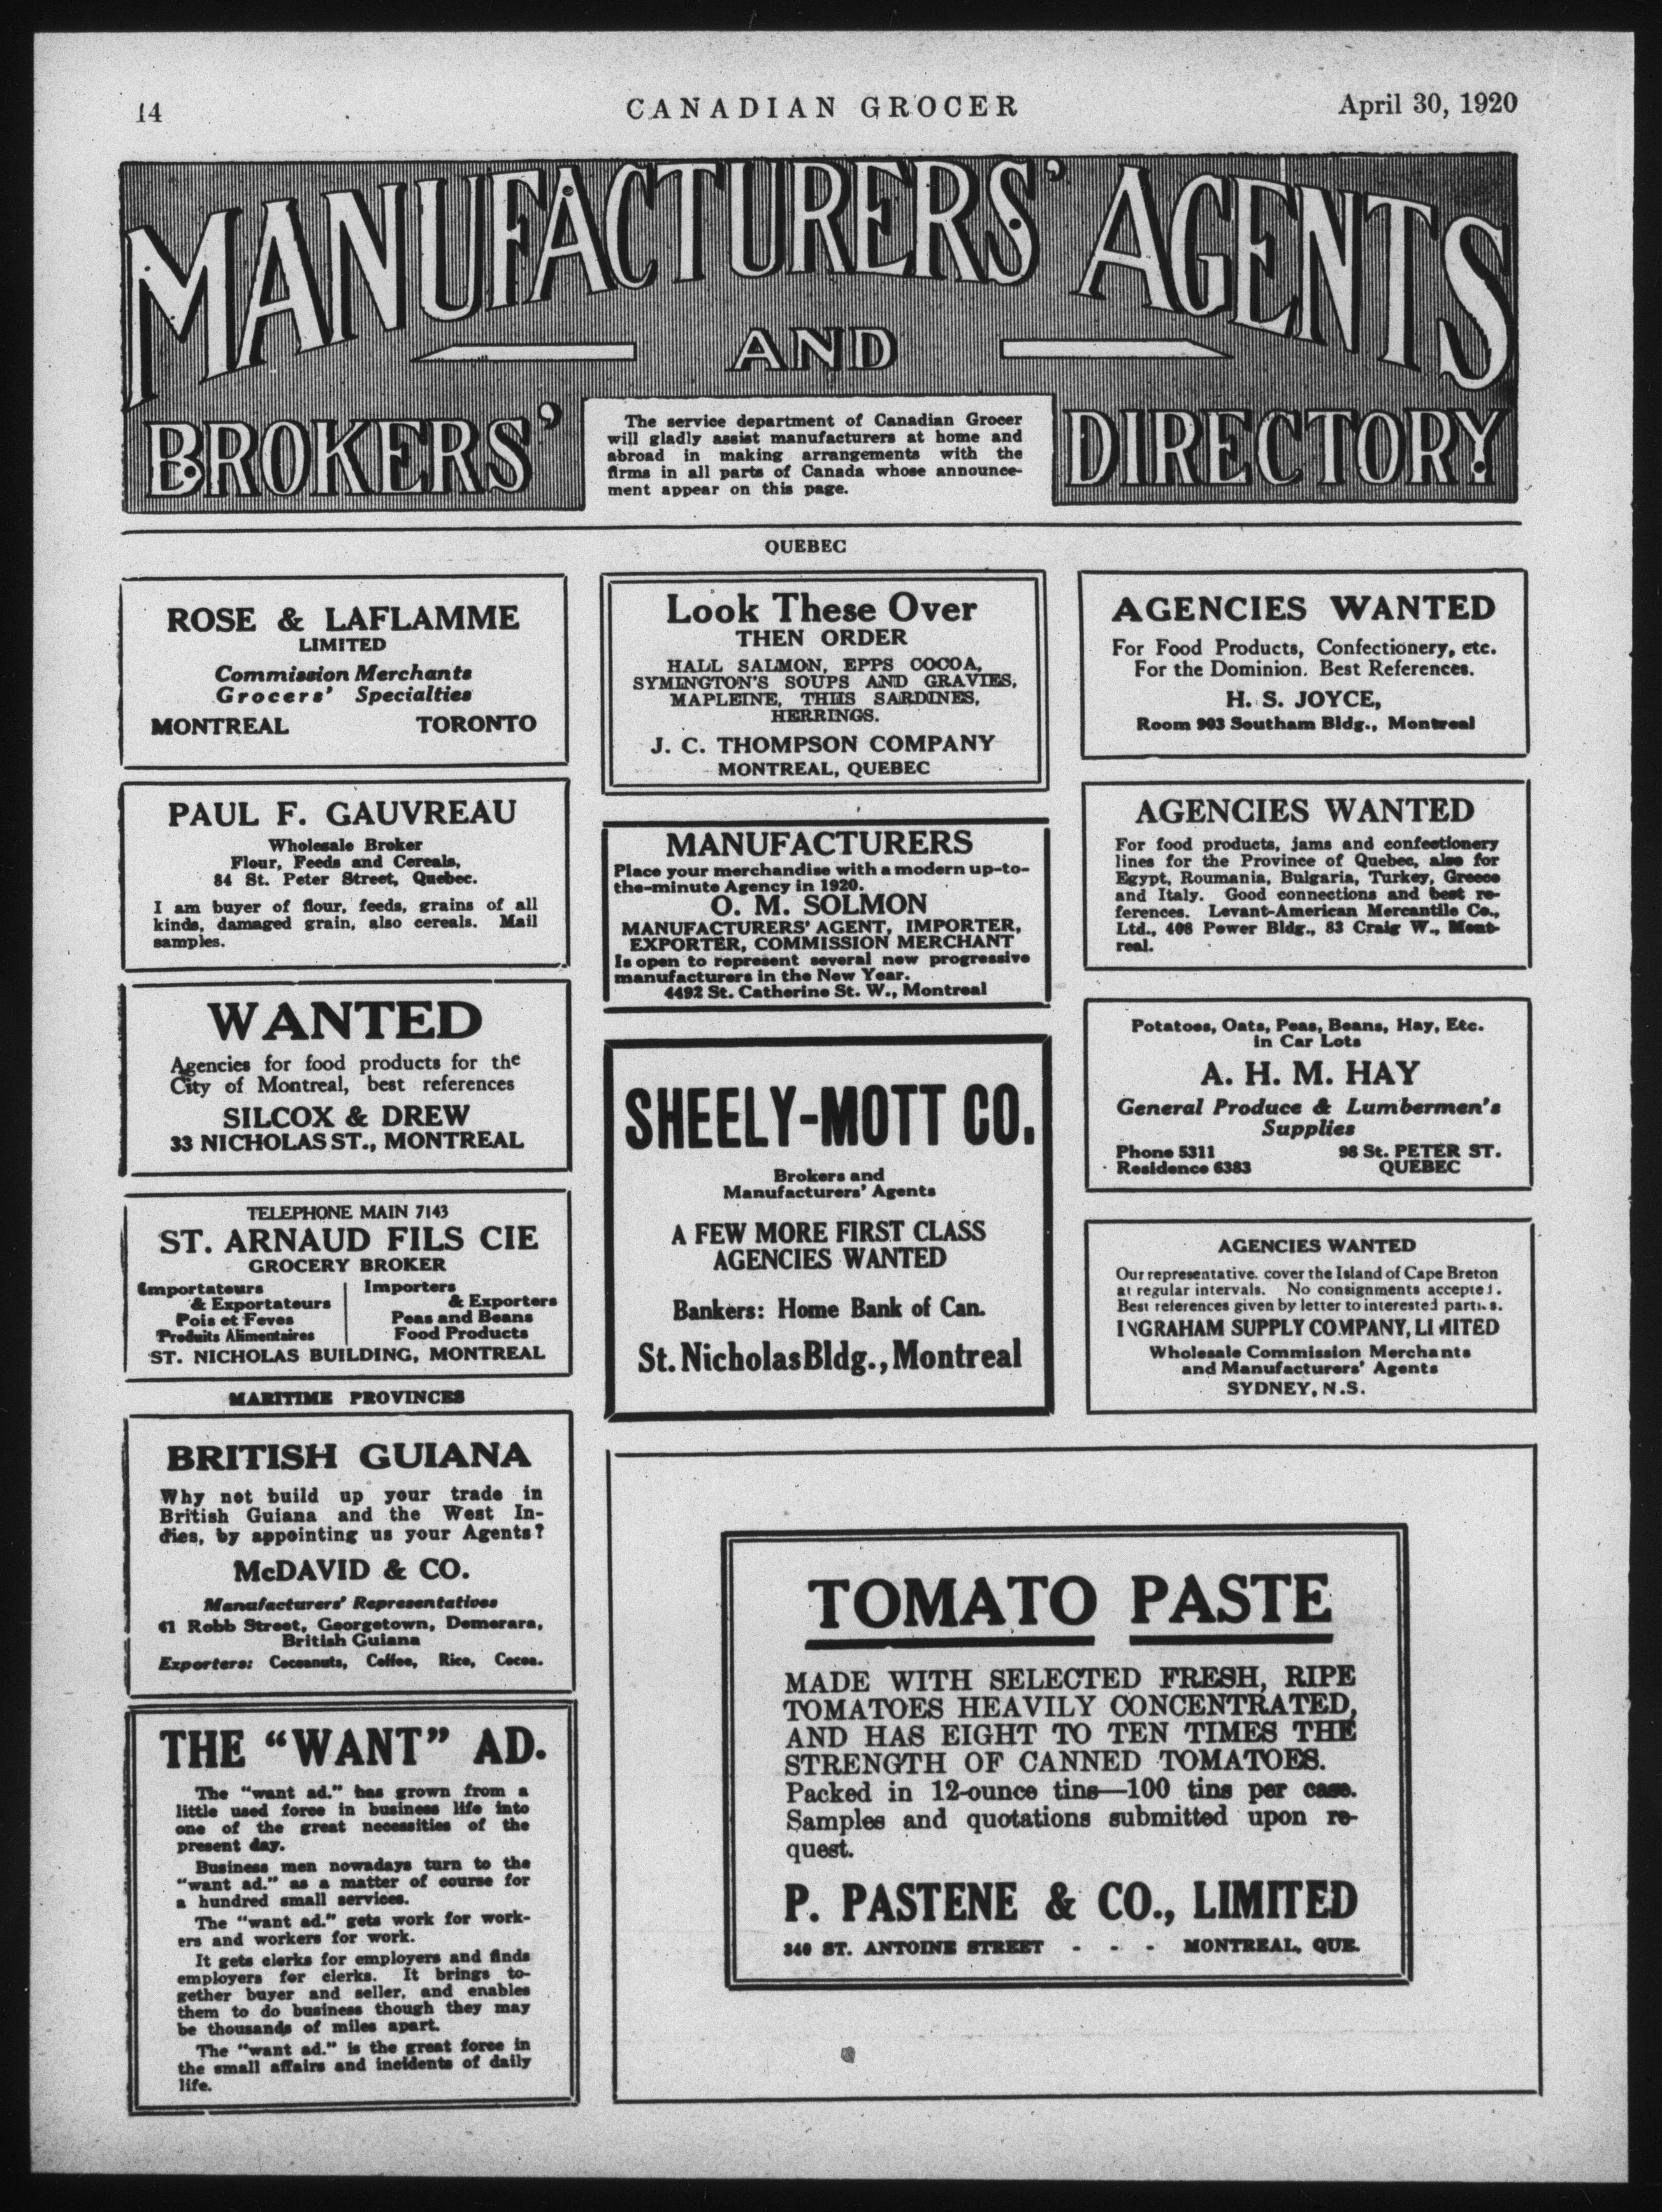 14
CANADIAN GROCER
April 30, 1920
MANUFACTURERS' AGENTS
AND
BROKERS'
DIRECTORY
The service department of Canadian Grocer
will gladly assist manufacturers at home and
abroad in making arrangements with the
firms in all parts of Canada whose announce-
ment appear on this page.
QUEBEC
ROSE & LAFLAMME
LIMITED
Commission Merchants
Grocers' Specialties
MONTREAL TORONTO
PAUL F. GAUVREAU
Wholesale Broker
Flour, Feeds and Cereals,
84 St. Peter Street, Quebec.
I am buyer of flour, feeds, grains of all
kinds, damaged grain, also cereals. Mail
samples.
WANTED
Agencies for food products for the
City of Montreal, best references
SILCOX & DREW
33 NICHOLAS ST., MONTREAL
TELEPHONE MAIN 7143
ST. ARNAUD FILS CIE
GROCERY BROKER
Importateurs
& Exportateurs
Pois et Feves
Produits Alimentaires
Importers
& Exporters
Peas and Beans
Food Products
ST. NICHOLAS BUILDING, MONTREAL
MARITIME PROVINCES
BRITISH GUIANA
Why not build up your trade in
British Guiana and the West In-
dies, by appointing us your Agents?
McDAVID & CO.
Manufacturers' Representatives
61 Robb Street, Georgetown, Demerara,
British Guiana
Exporters: Cocoanuts, Coffee, Rice, Cocoa.
THE "WANT" AD.
The "want ad." has grown from a
little used force in business life into
one of the great necessities of the
present day.
Business men nowadays turn to the
"want ad." as a matter of course for
a hundred small services.
The "want ad." gets work for work-
ers and workers for work.
It gets clerks for employers and finds
employers for clerks. It brings to-
gether buyer and seller, and enables
them to do business though they may
be thousands of miles apart.
The "want ad." is the great force in
the small affairs and incidents of daily
life.
Look These Over
THEN ORDER
HALL SALMON, EPPS COCOA,
SYMINGTON'S SOUPS AND GRAVIES,
MAPLEINE, THIIS SARDINES,
HERRINGS.
J. C. THOMPSON COMPANY
MONTREAL, QUEBEC
MANUFACTURERS
Place your merchandise with a modern up-to-
the-minute Agency in 1920.
O. M. SOLMON
MANUFACTURERS' AGENT, IMPORTER,
EXPORTER, COMMISSION MERCHANT
Is open to represent several new progressive
manufacturers in the New Year.
4492 St. Catherine St. W., Montreal
SHEELY-MOTT CO.
Brokers and
Manufacturers' Agents
A FEW MORE FIRST CLASS
AGENCIES WANTED
Bankers: Home Bank of Can.
St. Nicholas Bldg., Montreal
AGENCIES WANTED
For Food Products, Confectionery, etc.
For the Dominion. Best References.
H. S. JOYCE,
Room 903 Southam Bldg., Montreal
AGENCIES WANTED
For food products, jams and confectionery
lines for the Province of Quebec, also for
Egypt, Roumania, Bulgaria, Turkey, Greece
and Italy. Good connections and best re-
ferences. Levant-American Mercantile Co.,
Ltd., 408 Power Bldg., 83 Craig W., Mont-
real.
Potatoes, Oats, Peas, Beans, Hay, Etc.
in Car Lots
A. H. M. HAY
General Produce & Lumbermen's
Supplies
Phone 5311 98 St. PETER ST.
Residence 6383 QUEBEC
AGENCIES WANTED
Our representative. cover the Island of Cape Breton
at regular intervals. No consignments accepted.
Best references given by letter to interested parties.
INGRAHAM SUPPLY COMPANY, LIMITED
Wholesale Commission Merchants
and Manufacturers' Agents
SYDNEY, N.S.
TOMATO PASTE
MADE WITH SELECTED FRESH, RIPE
TOMATOES HEAVILY CONCENTRATED,
AND HAS EIGHT TO TEN TIMES THE
STRENGTH OF CANNED TOMATOES.
Packed in 12-ounce tins—100 tins per case.
Samples and quotations submitted upon re-
quest.
P. PASTENE & CO., LIMITED
340 ST. ANTOINE STREET - - - MONTREAL, QUE.